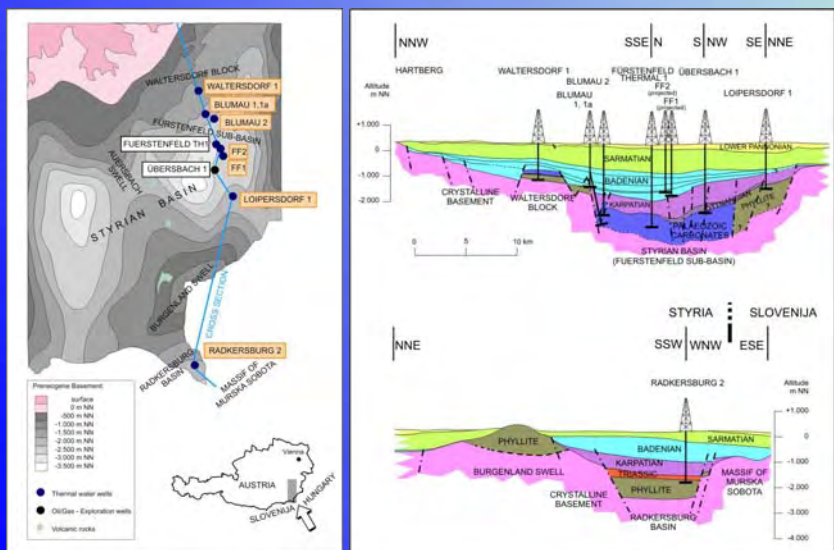 WALTERSDORF BLOCK
WALTERSDORF 1
BLUMAU 1,1a
BLUMAU 2
FÜRSTENFELD SUB-BASIN
FUERSTENFELD TH1
FF2
FF1
AUERSBACH
SWELL
ÜBERSBACH 1
LOIPERSDORF 1
STYRIAN BASIN
BURGENLAND SWELL
CROSS-SECTION
RADKERSBURG 2
RADKERSBURG
BASIN
MASSIF OF
MURSKA SOBOTA
Preneogene Basement
surface
0 m NN
-500 m NN
-1.000 m NN
-1.500 m NN
-2.000 m NN
-2.500 m NN
-3.000 m NN
-3.500 m NN
Thermal water wells
Oil/Gas - Exploration wells
Volcanic rocks
Vienna
AUSTRIA
SLOVENIJA
HUNGARY
NNW
SSE N
S NW
SE NNE
Altitude
m NN
HARTBERG
WALTERSDORF 1
BLUMAU 2
BLUMAU
1, 1a
FÜRSTENFELD
THERMAL 1
FF2
(projected)
FF1
(projected)
ÜBERSBACH 1
LOIPERSDORF 1
+1.000
0
-1.000
-2.000
LOWER PANNONIAN
SARMATIAN
BADENIAN
KARPATIAN
PHYLLITE
PALAEOZOIC
CARBONATES
CRYSTALLINE
BASEMENT
WALTERSDORF
BLOCK
STYRIAN BASIN
(FUERSTENFELD SUB-BASIN)
0 5 10 km
STYRIA
SLOVENIJA
NNE
SSW WNW
ESE
RADKERSBURG 2
Altitude
m NN
+1.000
0
-1.000
-2.000
-3.000
-4.000
PHYLLITE
SARMATIAN
BADENIAN
KARPATIAN
TRIASSIC
PHYLLITE
BURGENLAND SWELL
CRYSTALLINE
BASEMENT
RADKERSBURG
BASIN
MASSIF OF
MURSKA
SOBOTA